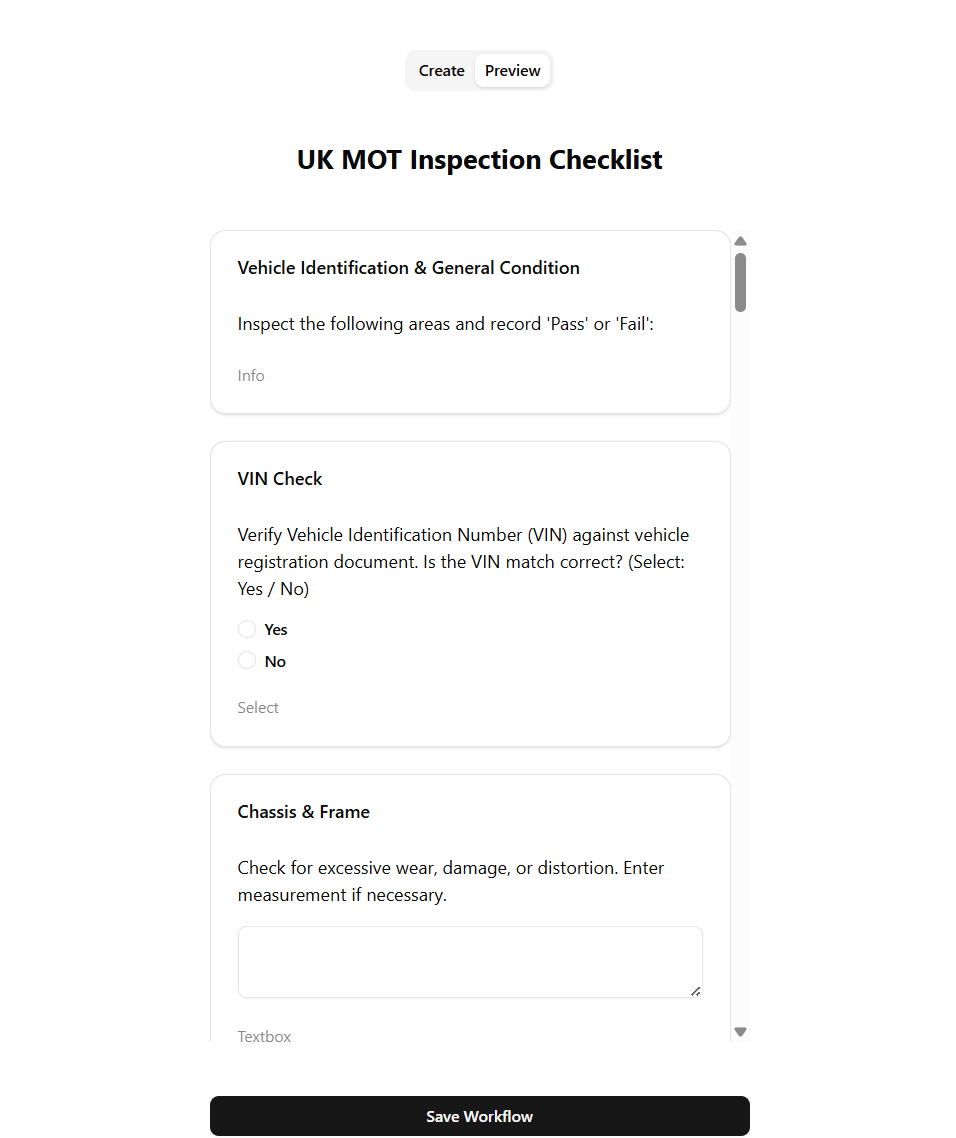 Create Preview
UK MOT Inspection Checklist
Vehicle Identification & General Condition
Inspect the following areas and record 'Pass' or 'Fail':
Info
VIN Check
Verify Vehicle Identification Number (VIN) against vehicle
registration document. Is the VIN match correct? (Select:
Yes / No)
Yes
No
Select
Chassis & Frame
Check for excessive wear, damage, or distortion. Enter
measurement if necessary.
Textbox
Save Workflow